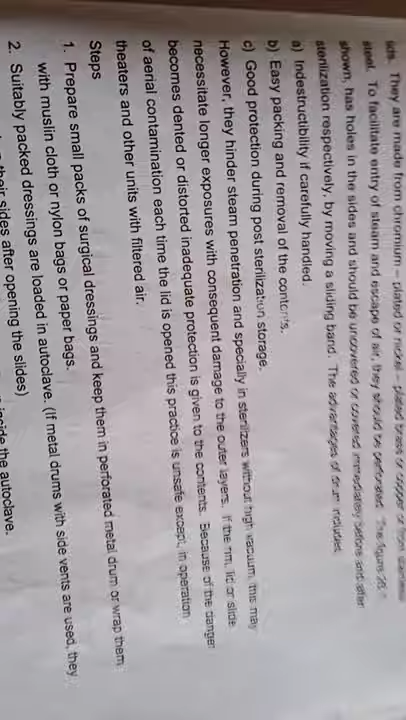 They are made from chromium – plated or nickel – plated brass or copper or from stainless
steel. To facilitate entry of steam and escape of air, they should be perforated. The figure
shown, has holes in the sides and should be uncovered or covered immediately before and after
sterilization respectively, by moving a sliding band. The advantages of drum includes.
a) Indestructibility if carefully handled.
b) Easy packing and removal of the contents.
c) Good protection during post sterilization storage.
However, they hinder steam penetration and specially in sterilizers without high vacuum, this may
necessitate longer exposures with consequent damage to the outer layers. If the rim, lid or slide
becomes dented or distorted inadequate protection is given to the contents. Because of the danger
of aerial contamination each time the lid is opened this practice is unsafe except, in operation
theaters and other units with filtered air.
Steps
1. Prepare small packs of surgical dressings and keep them in perforated metal drum or wrap them
with muslin cloth or nylon bags or paper bags.
2. Suitably packed dressings are loaded in autoclave. (If metal drums with side vents are used, they
their sides after opening the slides)
inside the autoclave.